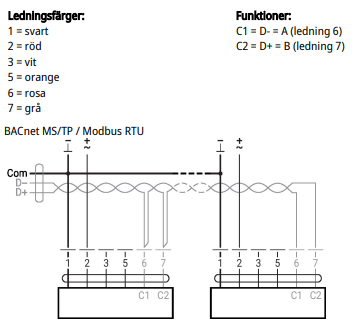 Ledningsfärger:
1 = svart
2 = röd
3 = vit
5 = orange
6 = rosa
7 = grå
Funktioner:
C1 = D- = A (ledning 6)
C2 = D+ = B (ledning 7)
BACnet MS/TP / Modbus RTU
Com
D–
D+
1 2 3 5 6 7
1 2 3 5 6 7
C1 C2
C1 C2